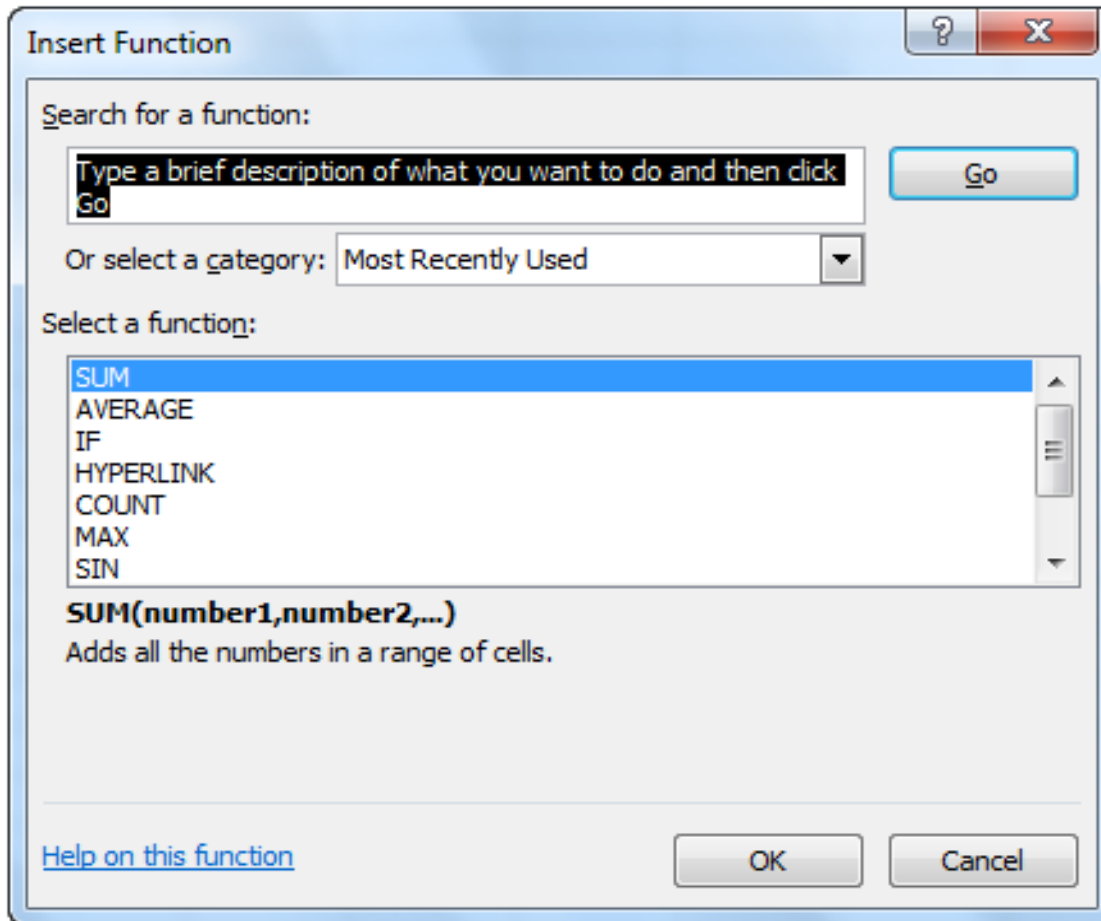 Insert Function
Search for a function:
Type a brief description of what you want to do and then click
Go
Go
Or select a category: Most Recently Used
Select a function:
SUM
AVERAGE
IF
HYPERLINK
COUNT
MAX
SIN
SUM(number1,number2,...)
Adds all the numbers in a range of cells.
Help on this function
OK
Cancel